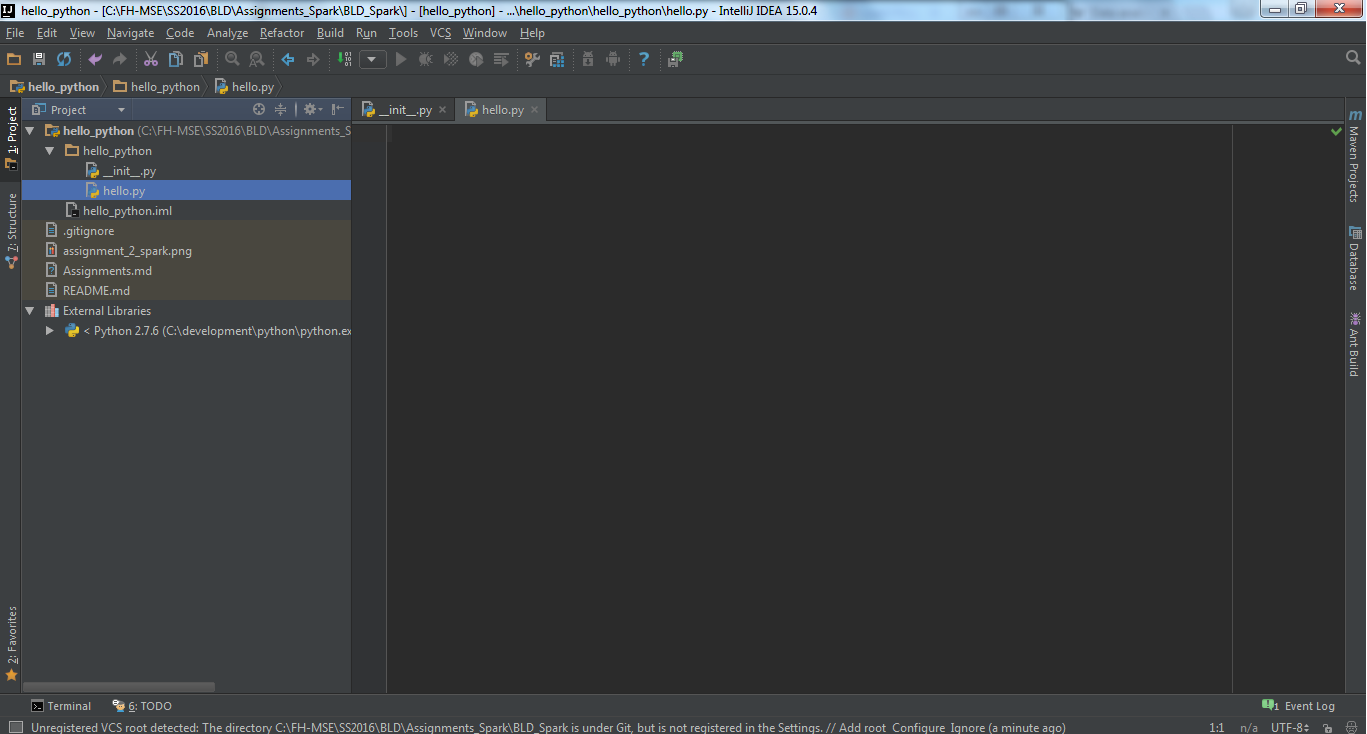 hello_python - [C:\FH-MSE\SS2016\BLD\Assignments_Spark\BLD_Spark\] - [hello_python] - ...\hello_python\hello_python\hello.py - IntelliJ IDEA 15.0.4
File Edit View Navigate Code Analyze Refactor Build Run Tools VCS Window Help
hello_python hello_python hello.py
Project
__init__.py hello.py
1: Project
7: Structure
2: Favorites
hello_python (C:\FH-MSE\SS2016\BLD\Assignments_S
hello_python
__init__.py
hello.py
hello_python.iml
.gitignore
assignment_2_spark.png
Assignments.md
README.md
External Libraries
< Python 2.7.6 (C:\development\python\python.ex
Maven Projects
Database
Ant Build
Terminal 6: TODO 1 Event Log
Unregistered VCS root detected: The directory C:\FH-MSE\SS2016\BLD\Assignments_Spark\BLD_Spark is under Git, but is not registered in the Settings. // Add root Configure Ignore (a minute ago) 1:1 n/a UTF-8